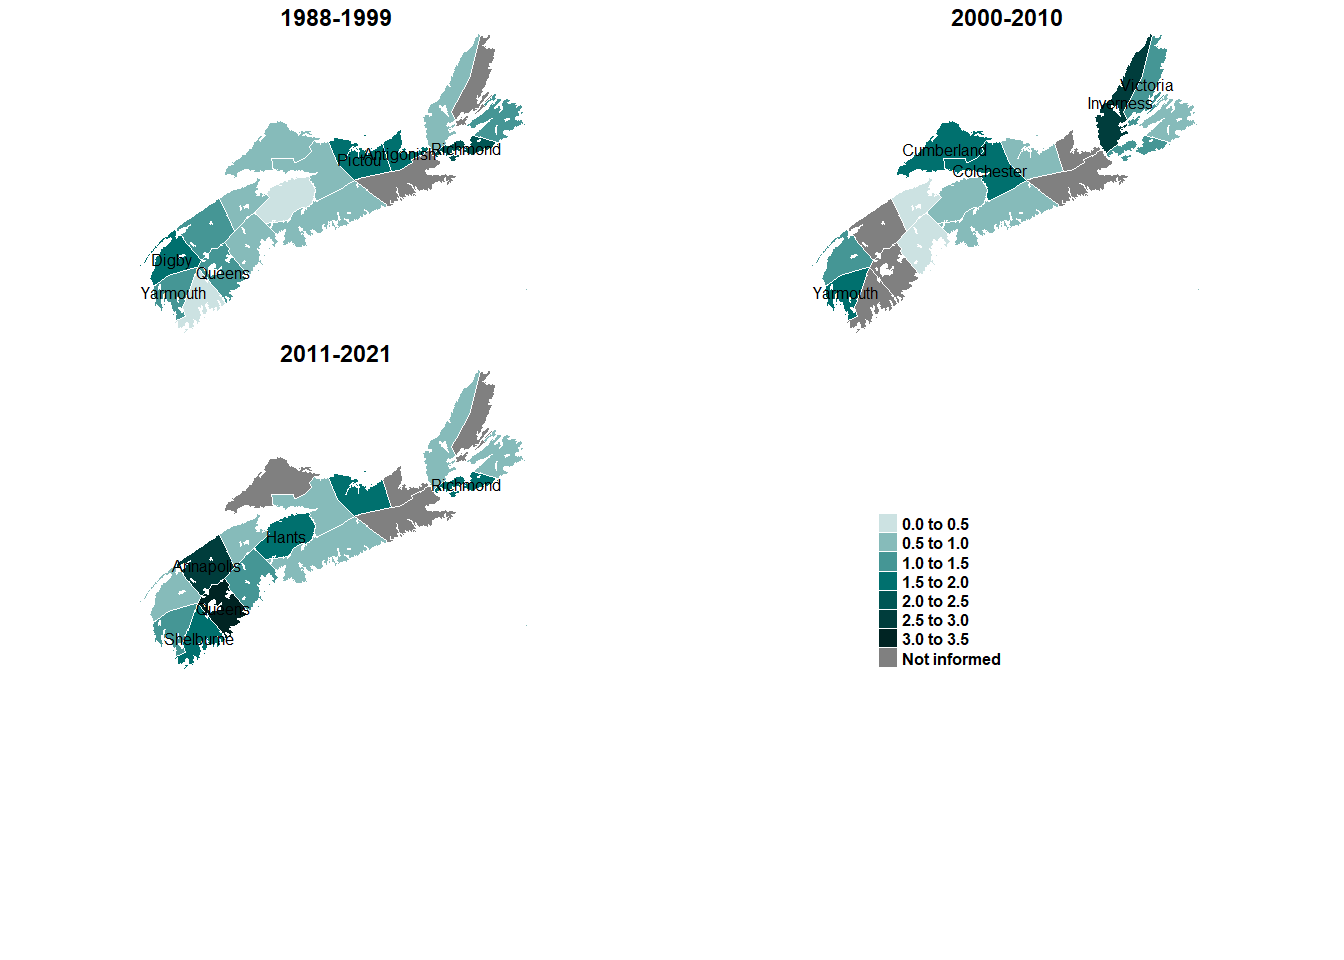 1988-1999
Pictou
Antigonish
Richmond
Digby
Queens
Yarmouth
2000-2010
Victoria
Inverness
Cumberland
Colchester
Yarmouth
2011-2021
Richmond
Hants
Annapolis
Queens
Shelburne
0.0 to 0.5
0.5 to 1.0
1.0 to 1.5
1.5 to 2.0
2.0 to 2.5
2.5 to 3.0
3.0 to 3.5
Not informed